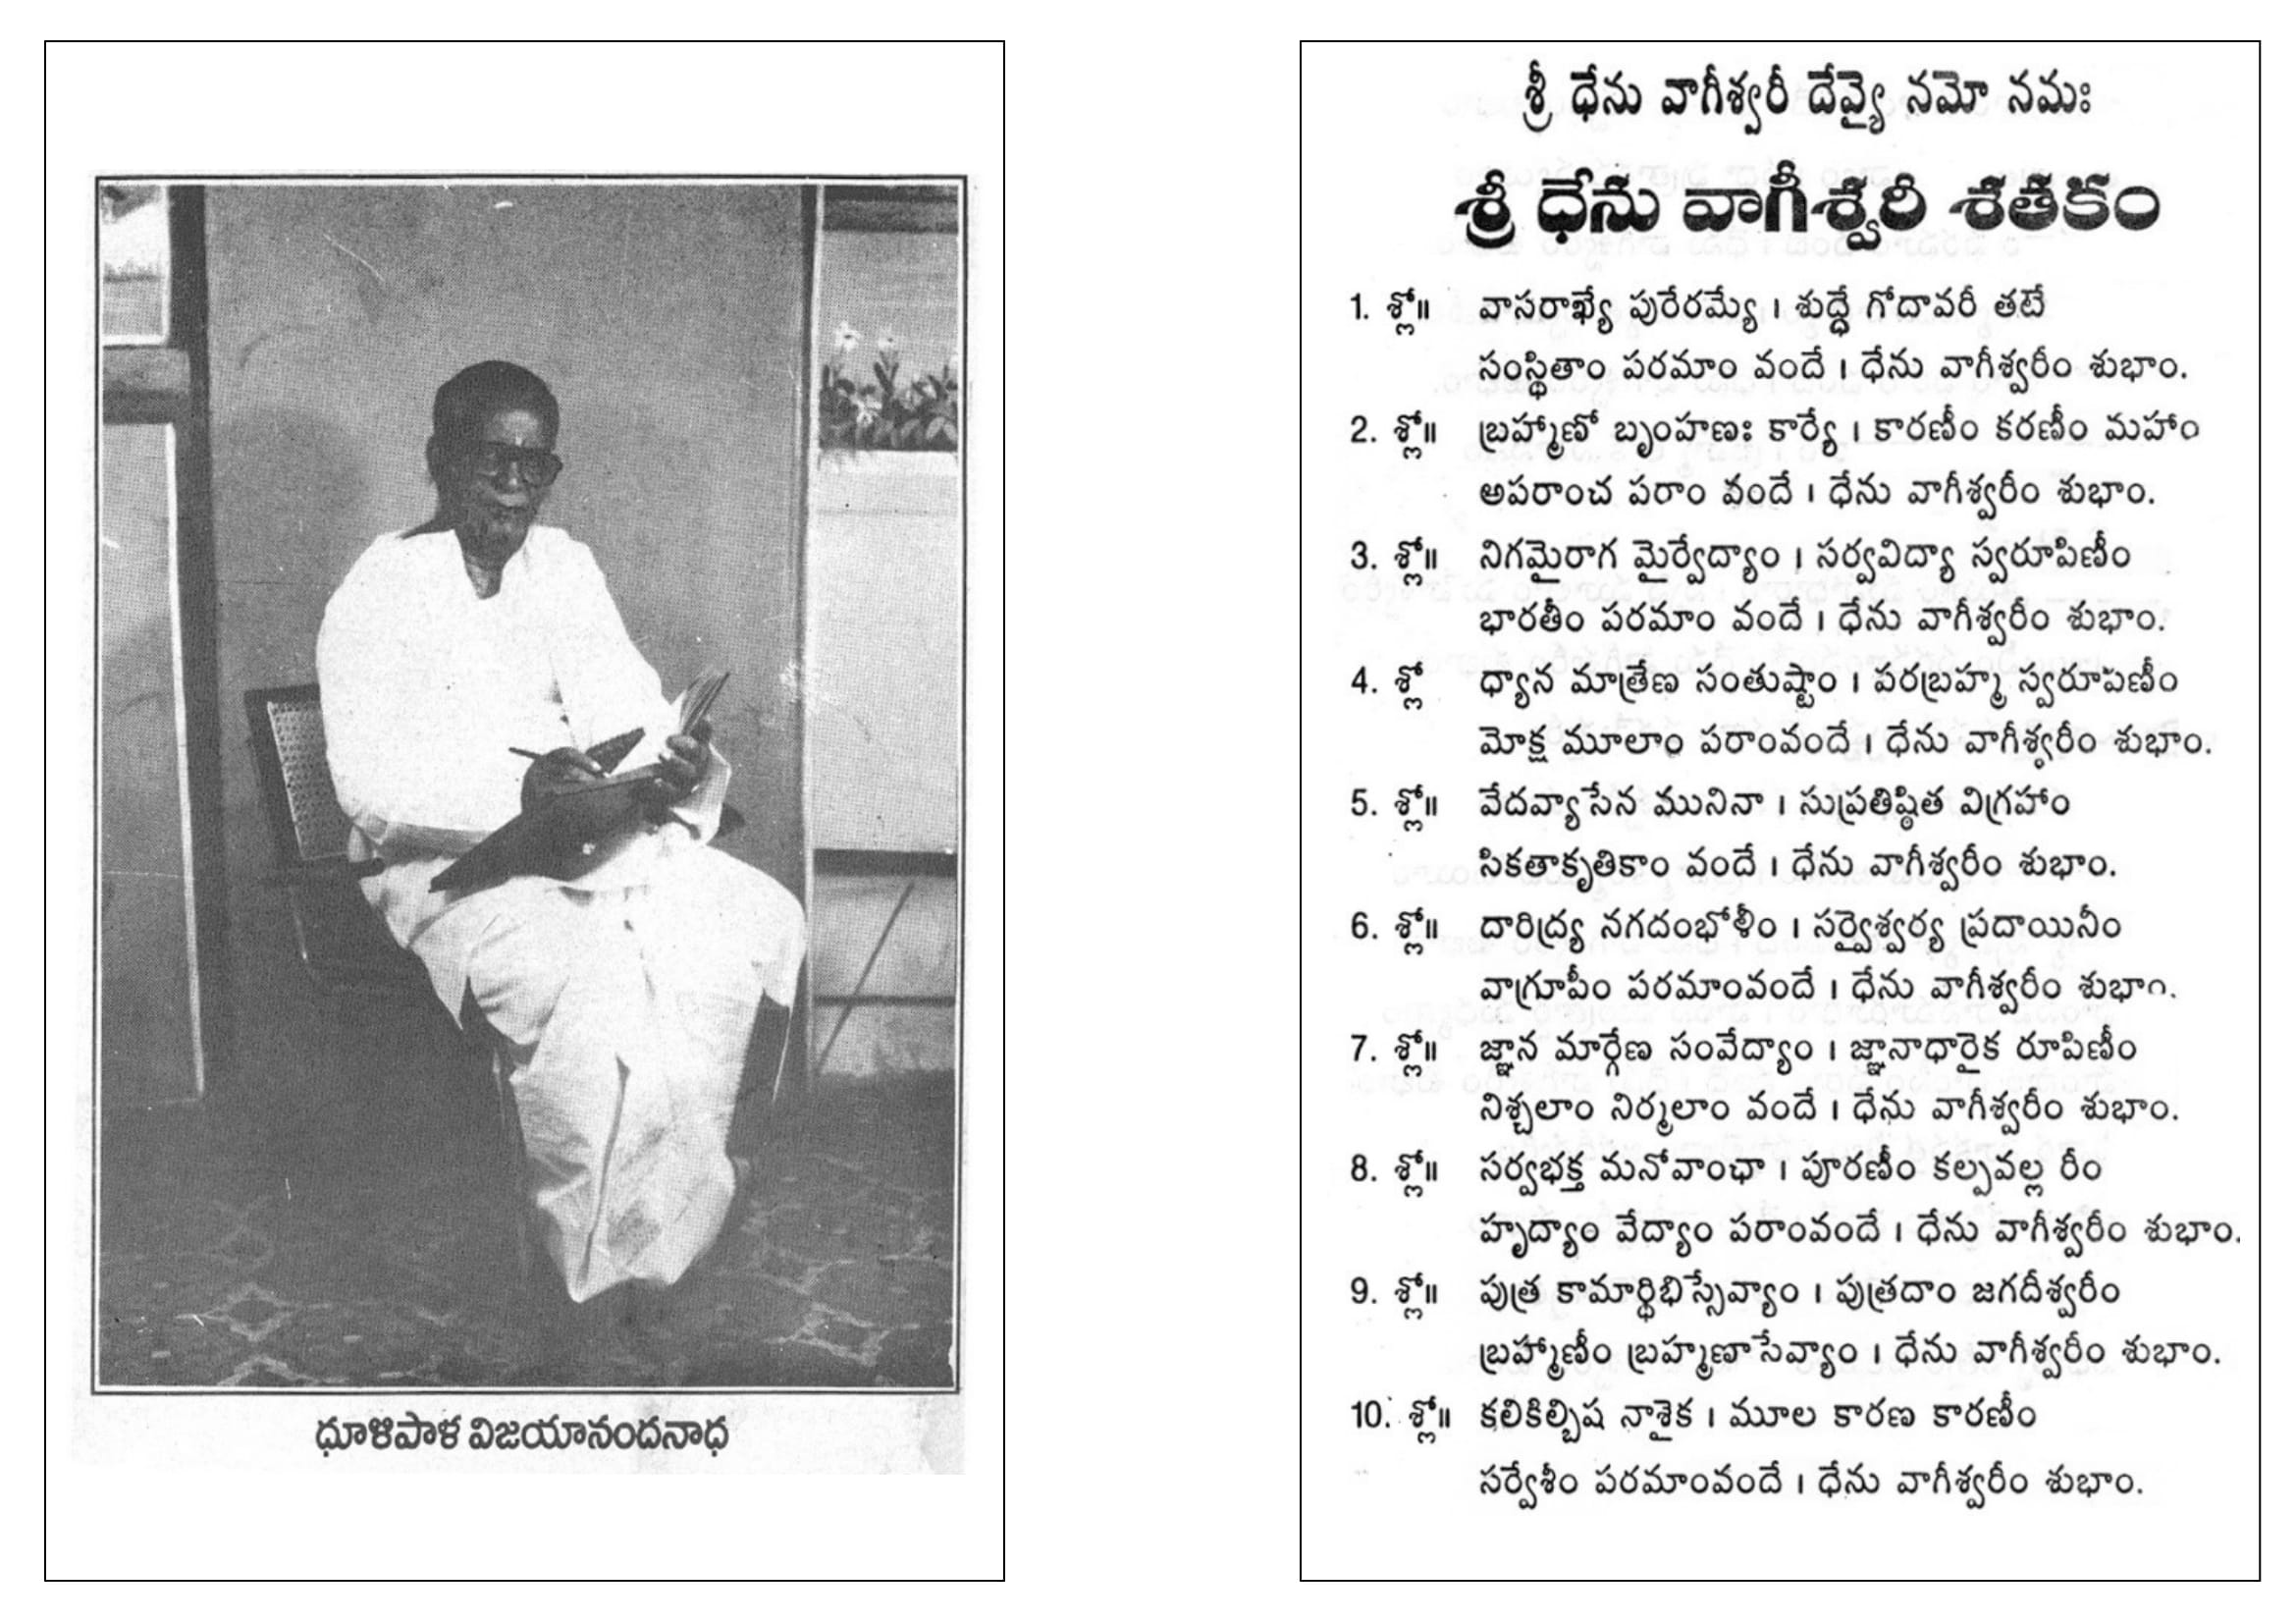 ధూళిపాళ విజయానందనాధ
శ్రీ ధేను వాగీశ్వరీ దేవ్యై నమో నమః
శ్రీ ధేను వాగీశ్వరీ శతకం
1. శ్లో॥ వాసరాఖ్యే పురేరమ్యే । శుద్ధే గోదావరీ తటే
సంస్థితాం పరమాం వందే । ధేను వాగీశ్వరీం శుభాం.
2. శ్లో॥ బ్రహ్మాణో బృంహణః కార్యే । కారణీం కరణీం మహాం
అపరాంచ పరాం వందే । ధేను వాగీశ్వరీం శుభాం.
3. శ్లో॥ నిగమైరాగ మైర్వేద్యాం । సర్వవిద్యా స్వరూపిణీం
భారతీం పరమాం వందే । ధేను వాగీశ్వరీం శుభాం.
4. శ్లో ధ్యాన మాత్రేణ సంతుష్టాం । పరబ్రహ్మ స్వరూపణీం
మోక్ష మూలాం పరాంవందే । ధేను వాగీశ్వరీం శుభాం.
5. శ్లో॥ వేదవ్యాసేన మునినా । సుప్రతిష్ఠిత విగ్రహాం
సికతాకృతికాం వందే । ధేను వాగీశ్వరీం శుభాం.
6. శ్లో॥ దారిద్ర్య నగదంభోళీం । సర్వైశ్వర్య ప్రదాయినీం
వాగ్రూపీం పరమాంవందే । ధేను వాగీశ్వరీం శుభాం.
7. శ్లో॥ జ్ఞాన మార్గేణ సంవేద్యాం । జ్ఞానాధారైక రూపిణీం
నిశ్చలాం నిర్మలాం వందే । ధేను వాగీశ్వరీం శుభాం.
8. శ్లో॥ సర్వభక్త మనోవాంఛా । పూరణీం కల్పవల్ల రీం
హృద్యాం వేద్యాం పరాంవందే । ధేను వాగీశ్వరీం శుభాం.
9. శ్లో॥ పుత్ర కామార్థిభిస్సేవ్యాం । పుత్రదాం జగదీశ్వరీం
బ్రహ్మాణీం బ్రహ్మణాసేవ్యాం । ధేను వాగీశ్వరీం శుభాం.
10. శ్లో॥ కలికిల్బిష నాశైక । మూల కారణ కారణీం
సర్వేశీం పరమాంవందే । ధేను వాగీశ్వరీం శుభాం.